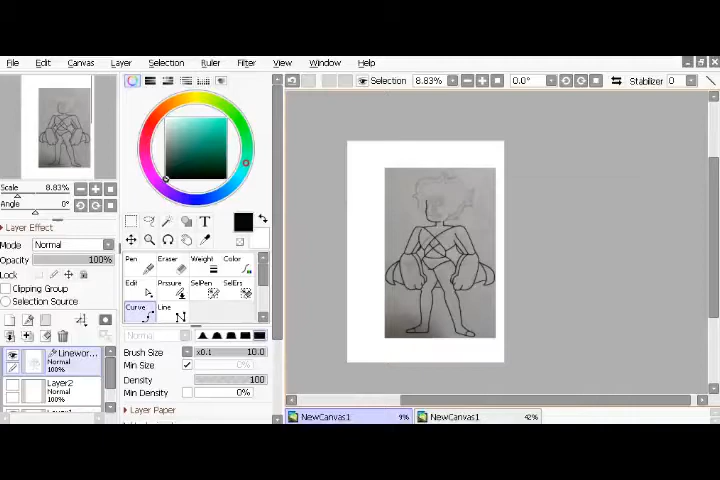 File Edit Canvas Layer Selection Ruler Filter View Window Help
Selection 8.83% 0.0° Stabilizer 0
Scale 8.83%
Angle 0°
Layer Effect
Mode Normal
Opacity 100%
Lock
Clipping Group
Selection Source
Linewor...
Normal
100%
Layer2
Normal
100%
T
Pen Eraser Weight Color
Edit Prssure SelPen SelErs
Curve Line
Normal
Brush Size x0.1 10.0
Min Size 0%
Density 100
Min Density 0%
Layer Paper
NewCanvas1 9% NewCanvas1 42%